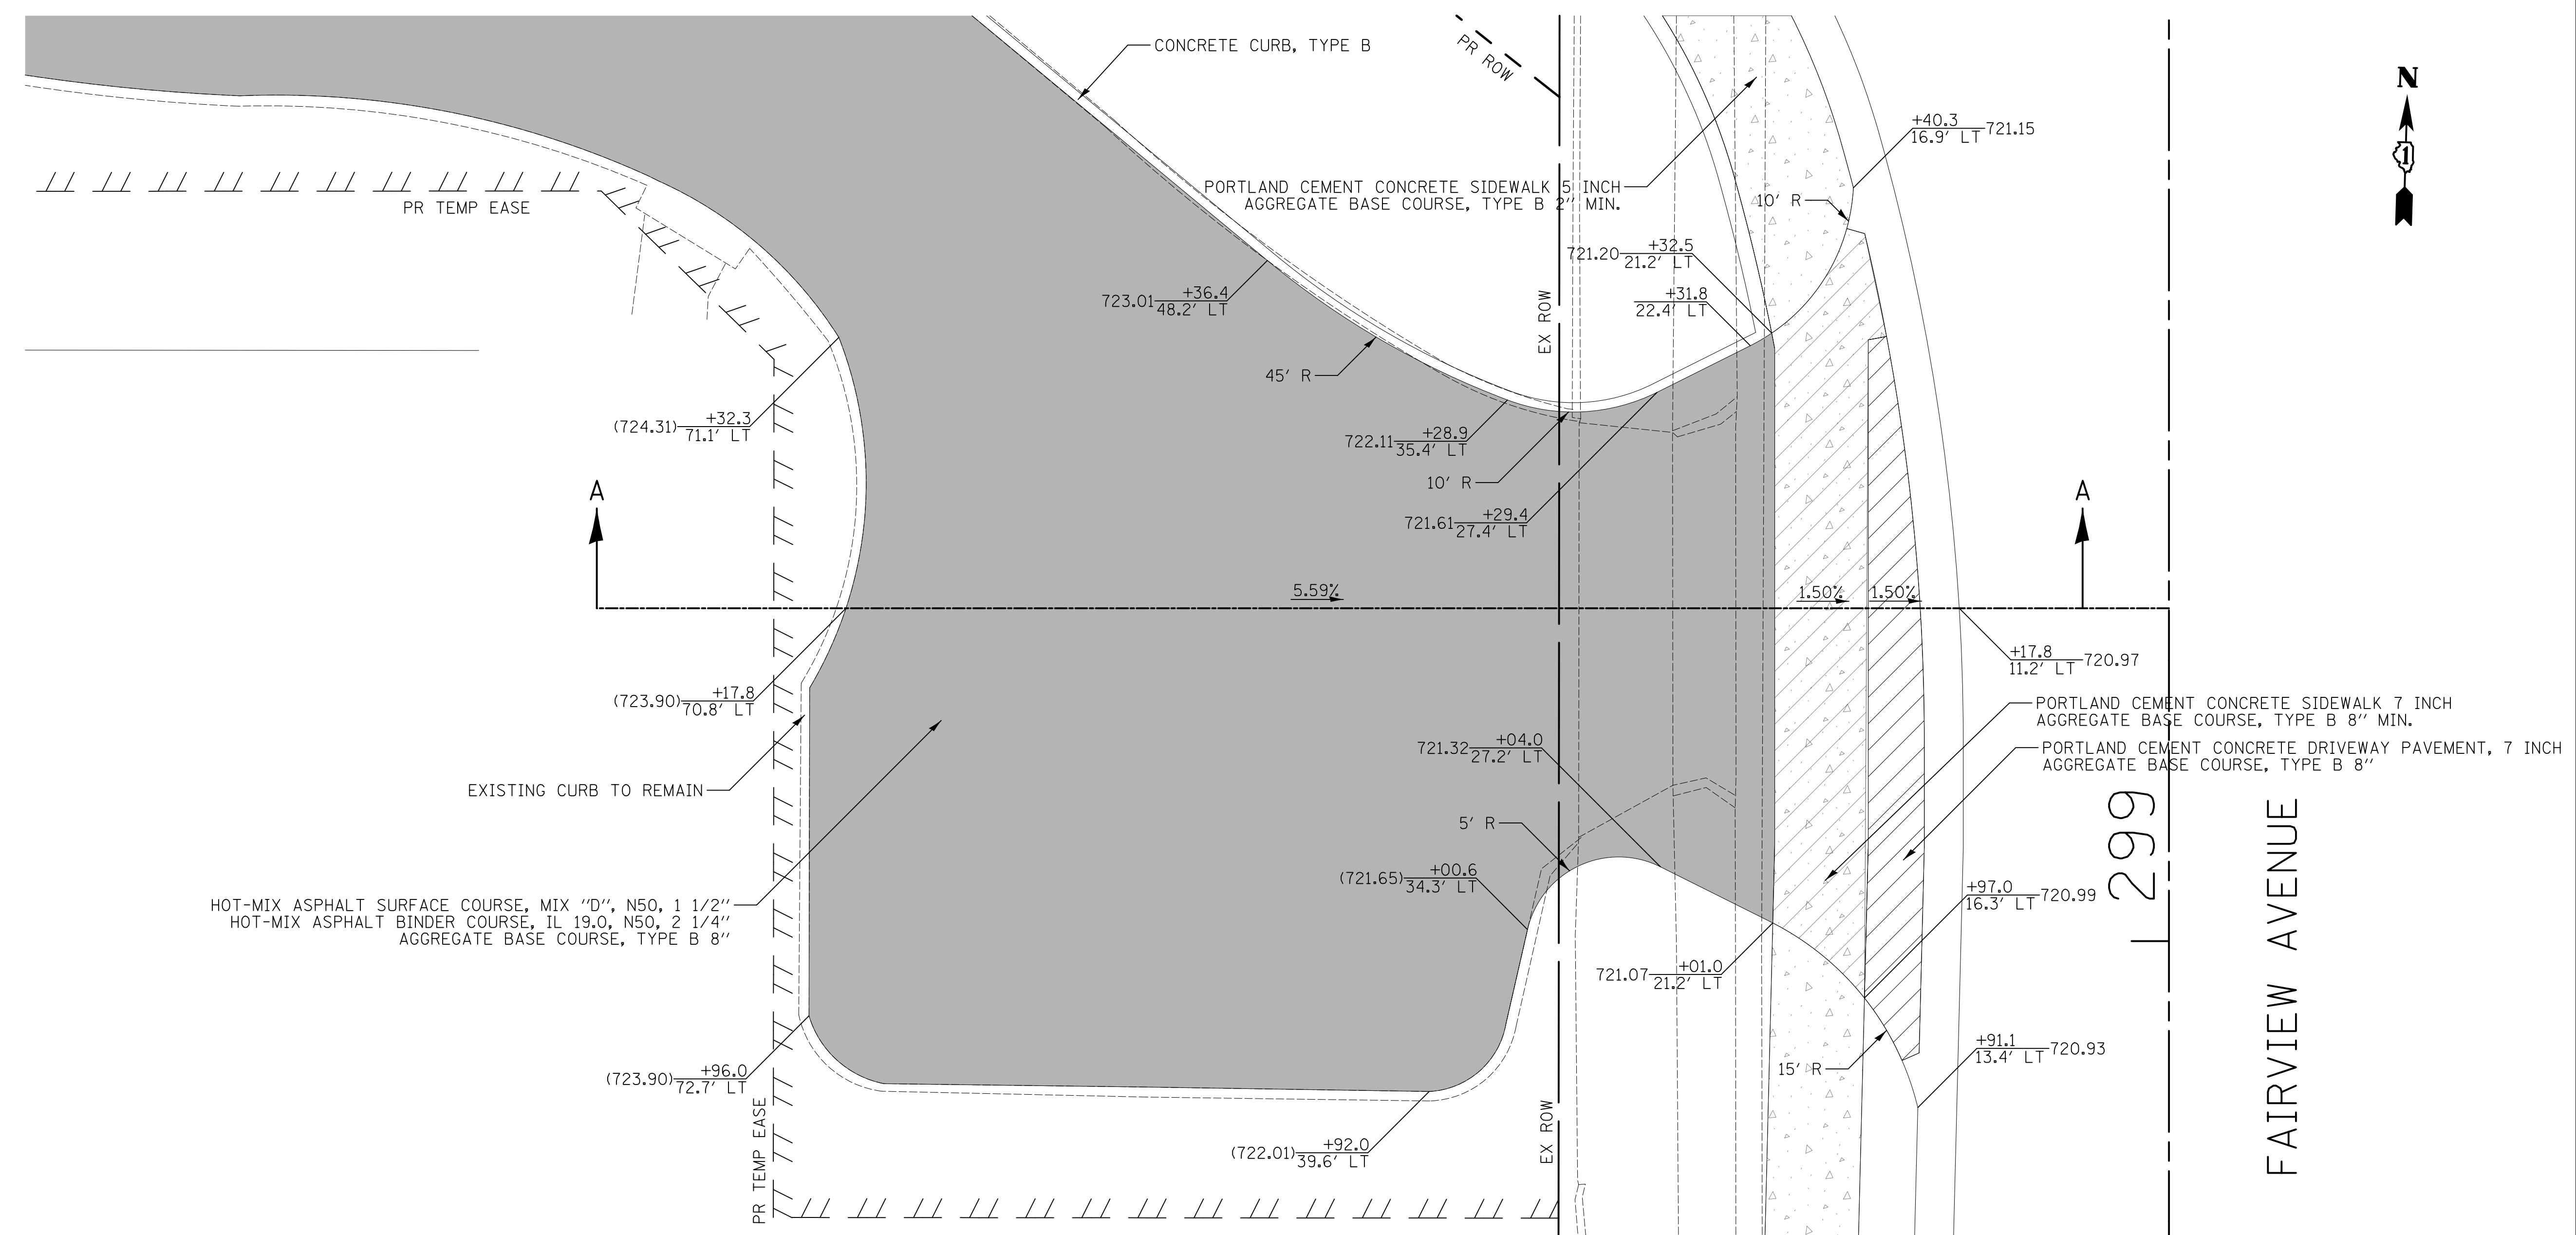 CONCRETE CURB, TYPE B
PR ROW
N
1
+40.3
16.9' LT
721.15
PR TEMP EASE
PORTLAND CEMENT CONCRETE SIDEWALK 5 INCH
AGGREGATE BASE COURSE, TYPE B 2" MIN.
10' R
721.20
+32.5
21.2' LT
+31.8
22.4' LT
723.01
+36.4
48.2' LT
EX ROW
45' R
(724.31)
+32.3
71.1' LT
722.11
+28.9
35.4' LT
10' R
721.61
+29.4
27.4' LT
A
A
5.59%
1.50%
1.50%
+17.8
11.2' LT
720.97
(723.90)
+17.8
70.8' LT
PORTLAND CEMENT CONCRETE SIDEWALK 7 INCH
AGGREGATE BASE COURSE, TYPE B 8" MIN.
721.32
+04.0
27.2' LT
PORTLAND CEMENT CONCRETE DRIVEWAY PAVEMENT, 7 INCH
AGGREGATE BASE COURSE, TYPE B 8"
EXISTING CURB TO REMAIN
5' R
299
FAIRVIEW AVENUE
(721.65)
+00.6
34.3' LT
+97.0
16.3' LT
720.99
HOT-MIX ASPHALT SURFACE COURSE, MIX "D", N50, 1 1/2"
HOT-MIX ASPHALT BINDER COURSE, IL 19.0, N50, 2 1/4"
AGGREGATE BASE COURSE, TYPE B 8"
721.07
+01.0
21.2' LT
+91.1
13.4' LT
720.93
15' R
(723.90)
+96.0
72.7' LT
PR TEMP EASE
EX ROW
(722.01)
+92.0
39.6' LT